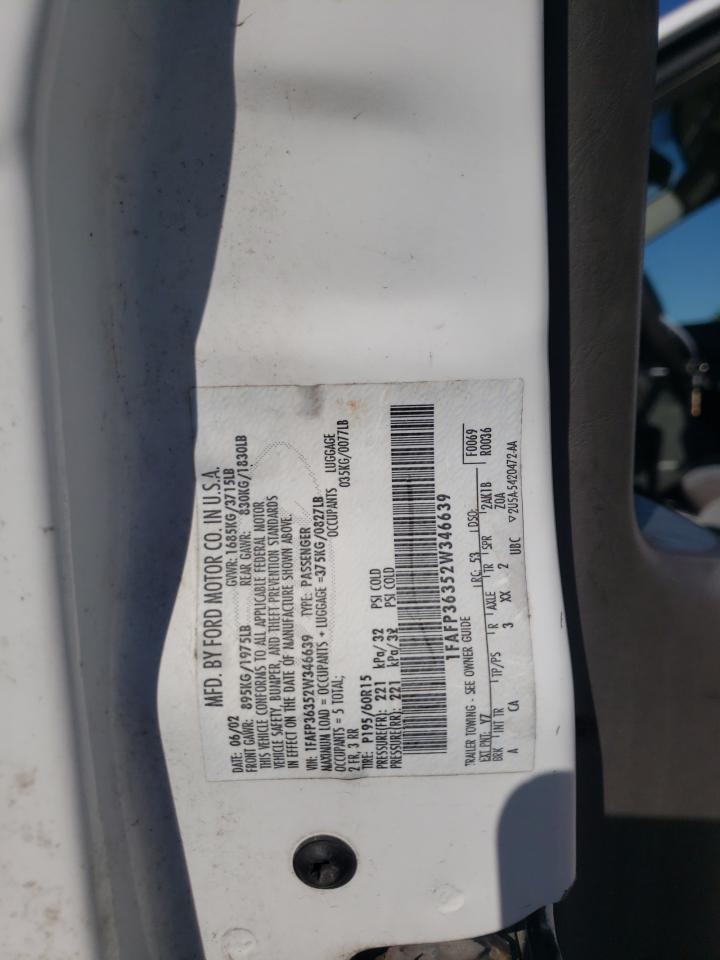 MFD. BY FORD MOTOR CO. IN U.S.A.
DATE: 06/02 GVWR: 1685KG/3715LB
FRONT GAWR: 895KG/1975LB REAR GAWR: 830KG/1830LB
THIS VEHICLE CONFORMS TO ALL APPLICABLE FEDERAL MOTOR
VEHICLE SAFETY, BUMPER, AND THEFT PREVENTION STANDARDS
IN EFFECT ON THE DATE OF MANUFACTURE SHOWN ABOVE.
VIN: 1FAFP36352W346639 TYPE: PASSENGER
MAXIMUM LOAD = OCCUPANTS + LUGGAGE =375KG/0827LB
OCCUPANTS = 5 TOTAL; OCCUPANTS LUGGAGE
2 FR, 3 RR 035KG/0077LB
TIRE: P195/60R15
PRESSURE(FR): 221 kPa/32 PSI COLD
PRESSURE(RR): 221 kPa/32 PSI COLD
1FAFP36352W346639
TRAILER TOWING - SEE OWNER GUIDE
EXT PNT: YZ RC: 53 DSO: F0069
BRK INT TR TP/PS R AXLE TR SPR 2AK1B R0036
A CA 3 XX 2 UBC ZOA
▽2U5A-5420472-AA